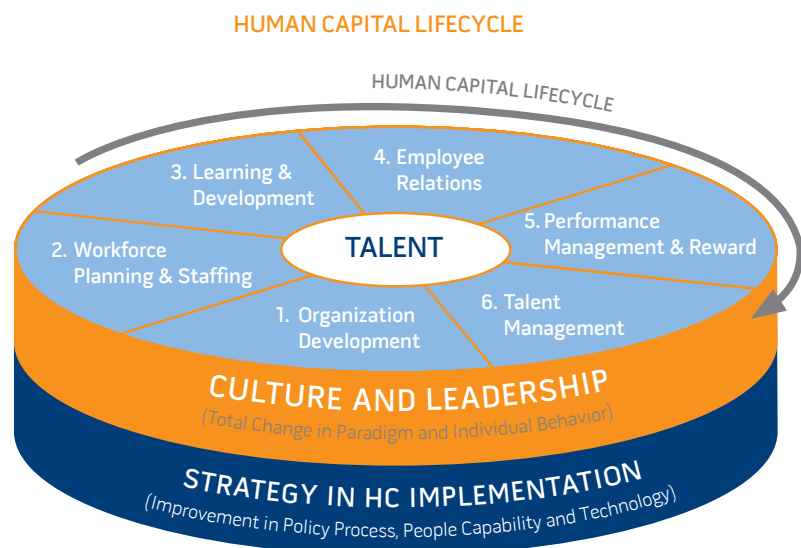 HUMAN CAPITAL LIFECYCLE
HUMAN CAPITAL LIFECYCLE
1. Organization
Development
2. Workforce
Planning & Staffing
3. Learning &
Development
4. Employee
Relations
5. Performance
Management & Reward
6. Talent
Management
TALENT
CULTURE AND LEADERSHIP
(Total Change in Paradigm and Individual Behavior)
STRATEGY IN HC IMPLEMENTATION
(Improvement in Policy Process, People Capability and Technology)